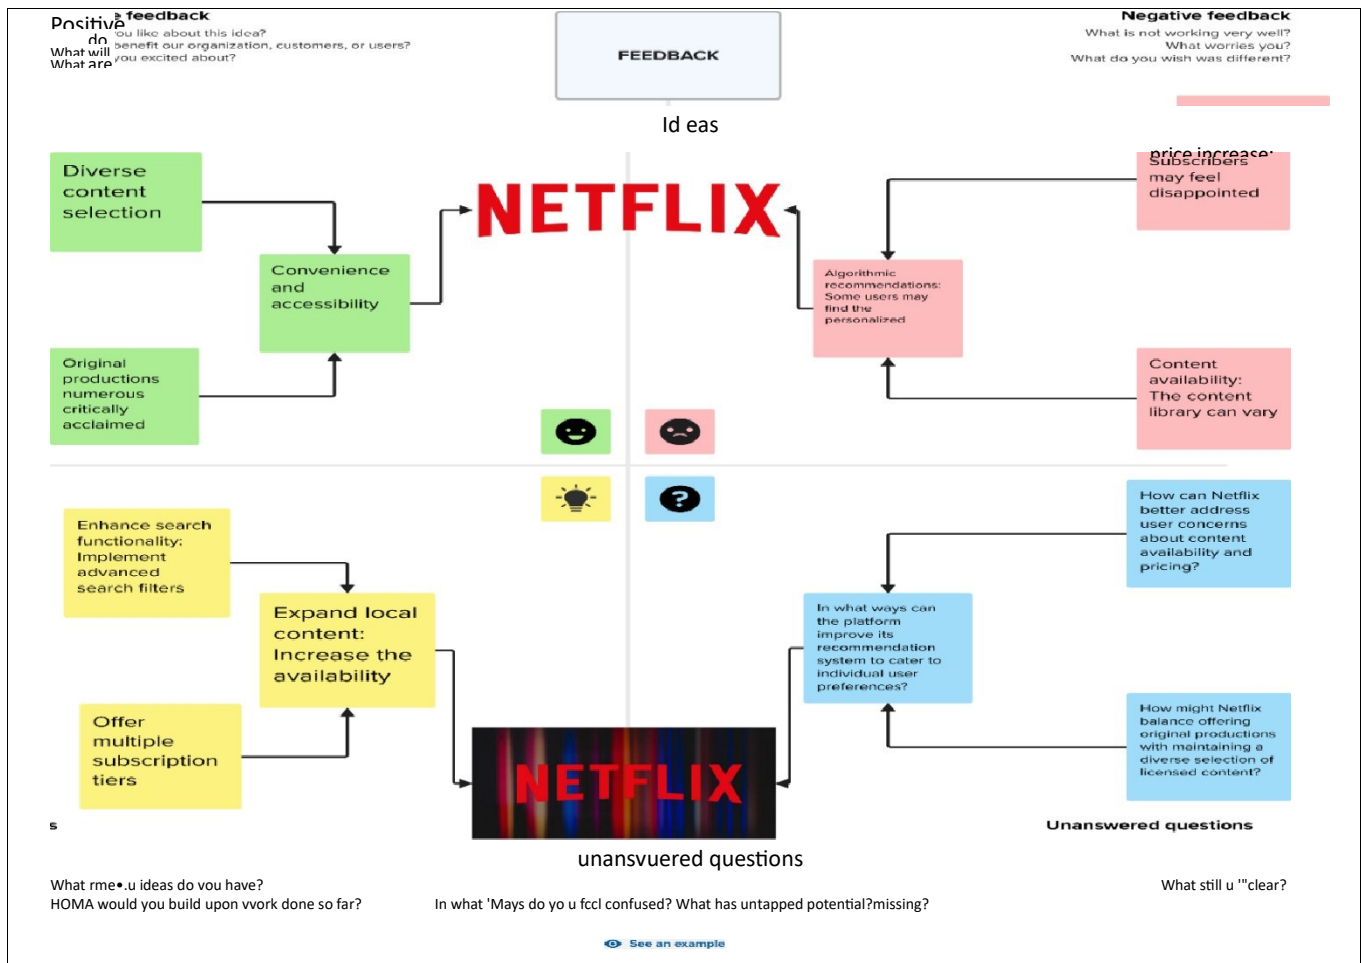 Positive feedback
do you like about this idea?
What will benefit our organization, customers, or users?
What are you excited about?
FEEDBACK
Negative feedback
What is not working very well?
What worries you?
What do you wish was different?
Id eas
Diverse
content
selection
Convenience
and
accessibility
Original
productions
numerous
critically
acclaimed
NETFLIX
price increase:
Subscribers
may feel
disappointed
Algorithmic
recommendations:
Some users may
find the
personalized
Content
availability:
The content
library can vary
Enhance search
functionality:
Implement
advanced
search filters
Expand local
content:
Increase the
availability
Offer
multiple
subscription
tiers
NETFLIX
How can Netflix
better address
user concerns
about content
availability and
pricing?
In what ways can
the platform
improve its
recommendation
system to cater to
individual user
preferences?
How might Netflix
balance offering
original productions
with maintaining a
diverse selection of
licensed content?
s
Unanswered questions
unansvuered questions
What rme•.u ideas do vou have?
What still u '"clear?
HOMA would you build upon vvork done so far?
In what 'Mays do yo u fccl confused? What has untapped potential?missing?
See an example